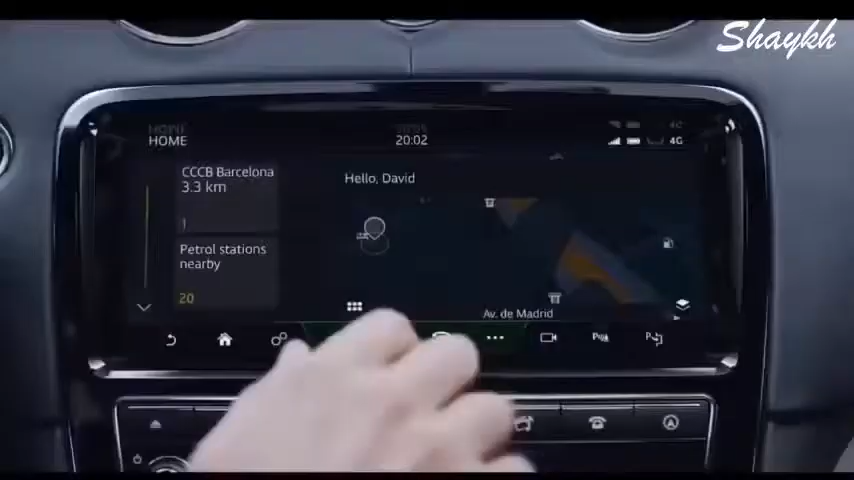 Shaykh
HOME
20:02
4G
CCCB Barcelona
3.3 km
Hello, David
Petrol stations
nearby
20
Av. de Madrid